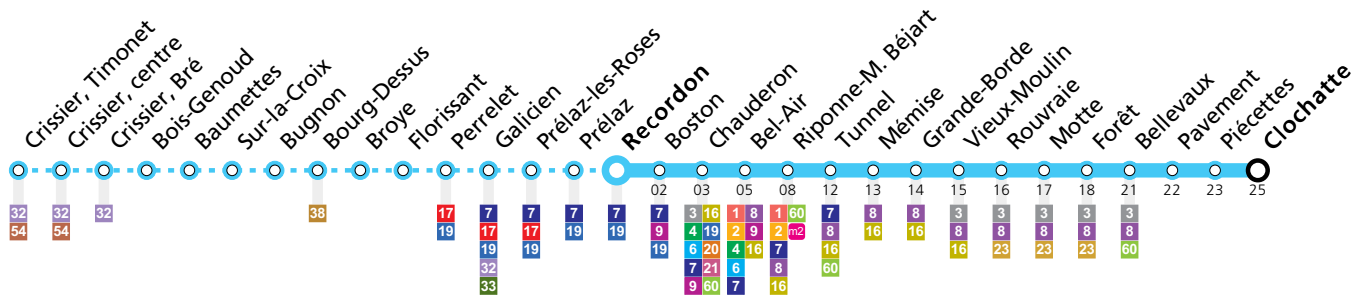 Crissier, Timonet
Crissier, centre
Crissier, Bré
Bois-Genoud
Baumettes
Sur-la-Croix
Bugnon
Bourg-Dessus
Broye
Florissant
Perrelet
Galicien
Prélaz-les-Roses
Prélaz
Recordon
Boston
Chauderon
Bel-Air
Riponne-M. Béjart
Tunnel
Mémise
Grande-Borde
Vieux-Moulin
Rouvraie
Motte
Forêt
Bellevaux
Pavement
Piécettes
Clochatte
02 03 05 08 12 13 14 15 16 17 18 21 22 23 25
32 32 32 38 17 7 7 7 7 7 3 16 1 8 1 60 7 8 8 3 3 3 3 3
54 54 19 17 17 19 19 9 4 19 2 9 2 m2 8 16 16 8 8 8 8 8
19 19 19 6 20 4 16 7 16 16 23 23 23 60
32 7 21 6 8 60
33 9 60 7 16